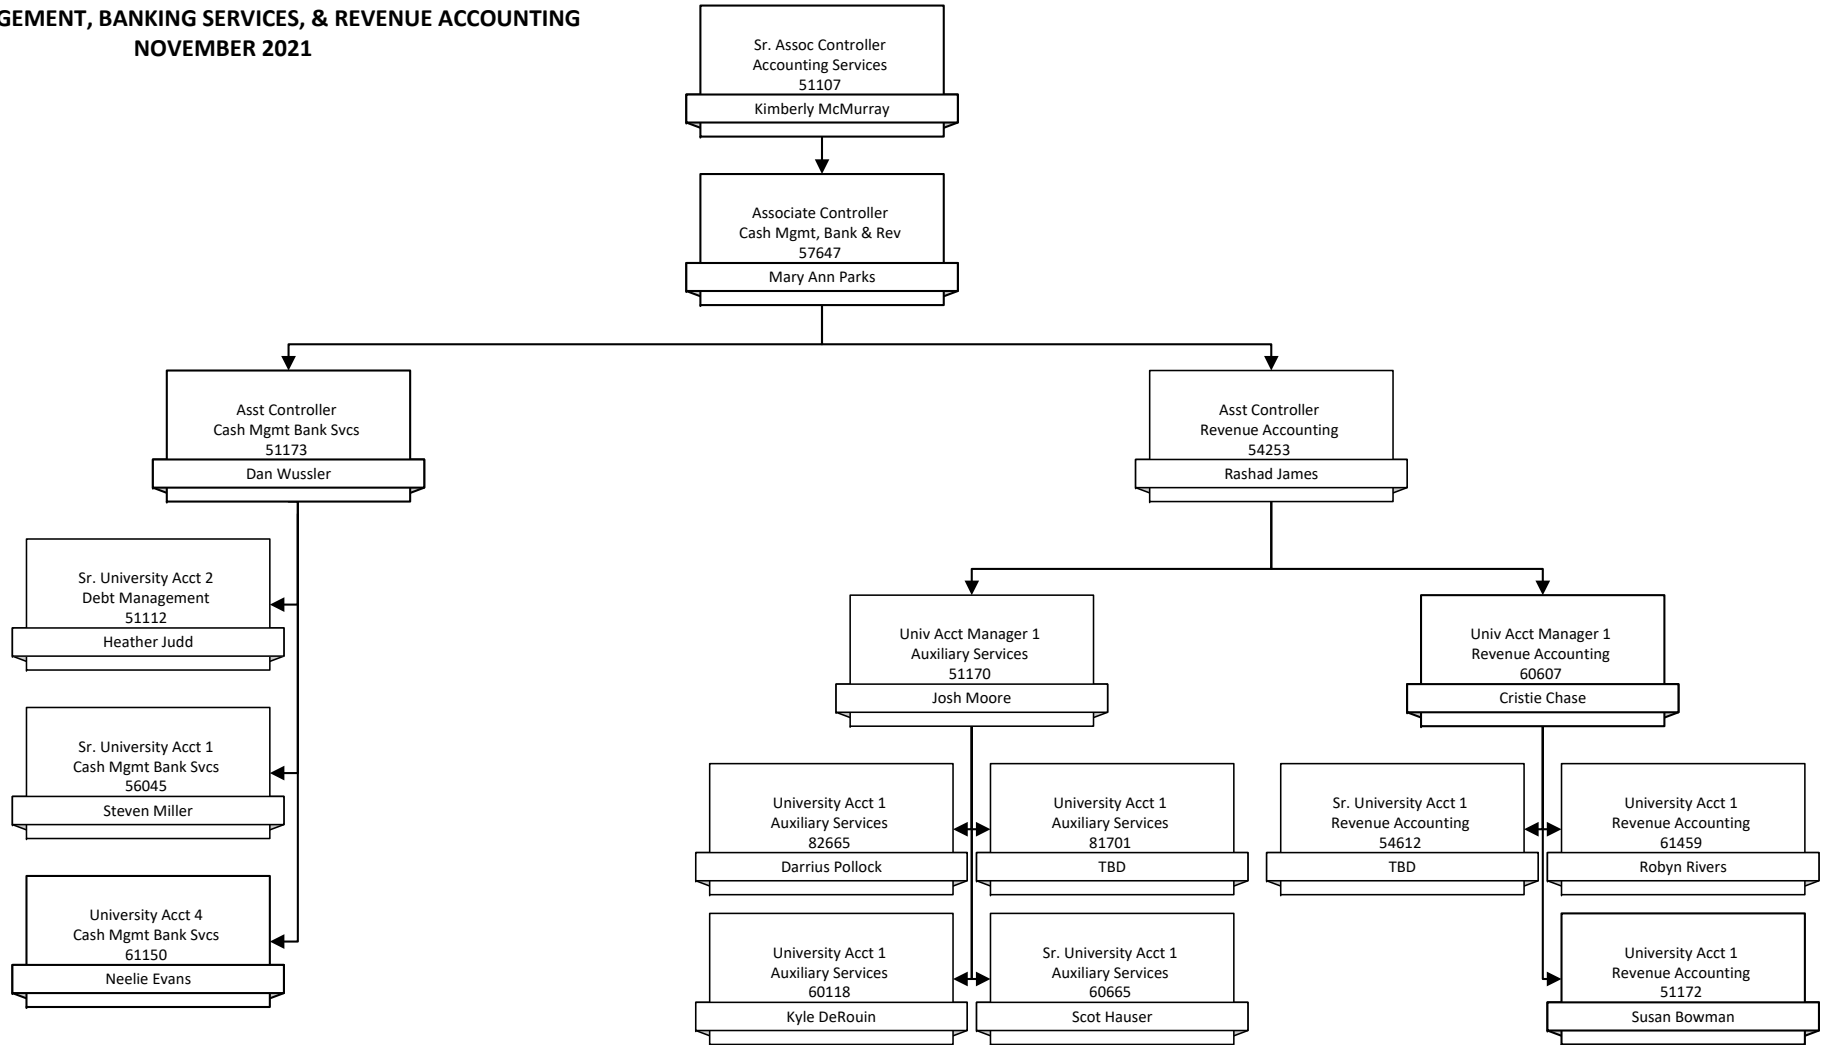 MANAGEMENT, BANKING SERVICES, & REVENUE ACCOUNTING
NOVEMBER 2021
Sr. Assoc Controller
Accounting Services
51107
Kimberly McMurray
Associate Controller
Cash Mgmt, Bank & Rev
57647
Mary Ann Parks
Asst Controller
Cash Mgmt Bank Svcs
51173
Dan Wussler
Asst Controller
Revenue Accounting
54253
Rashad James
Sr. University Acct 2
Debt Management
51112
Heather Judd
Sr. University Acct 1
Cash Mgmt Bank Svcs
56045
Steven Miller
University Acct 4
Cash Mgmt Bank Svcs
61150
Neelie Evans
Univ Acct Manager 1
Auxiliary Services
51170
Josh Moore
Univ Acct Manager 1
Revenue Accounting
60607
Cristie Chase
University Acct 1
Auxiliary Services
82665
Darrius Pollock
University Acct 1
Auxiliary Services
81701
TBD
Sr. University Acct 1
Revenue Accounting
54612
TBD
University Acct 1
Revenue Accounting
61459
Robyn Rivers
University Acct 1
Auxiliary Services
60118
Kyle DeRouin
Sr. University Acct 1
Auxiliary Services
60665
Scot Hauser
University Acct 1
Revenue Accounting
51172
Susan Bowman